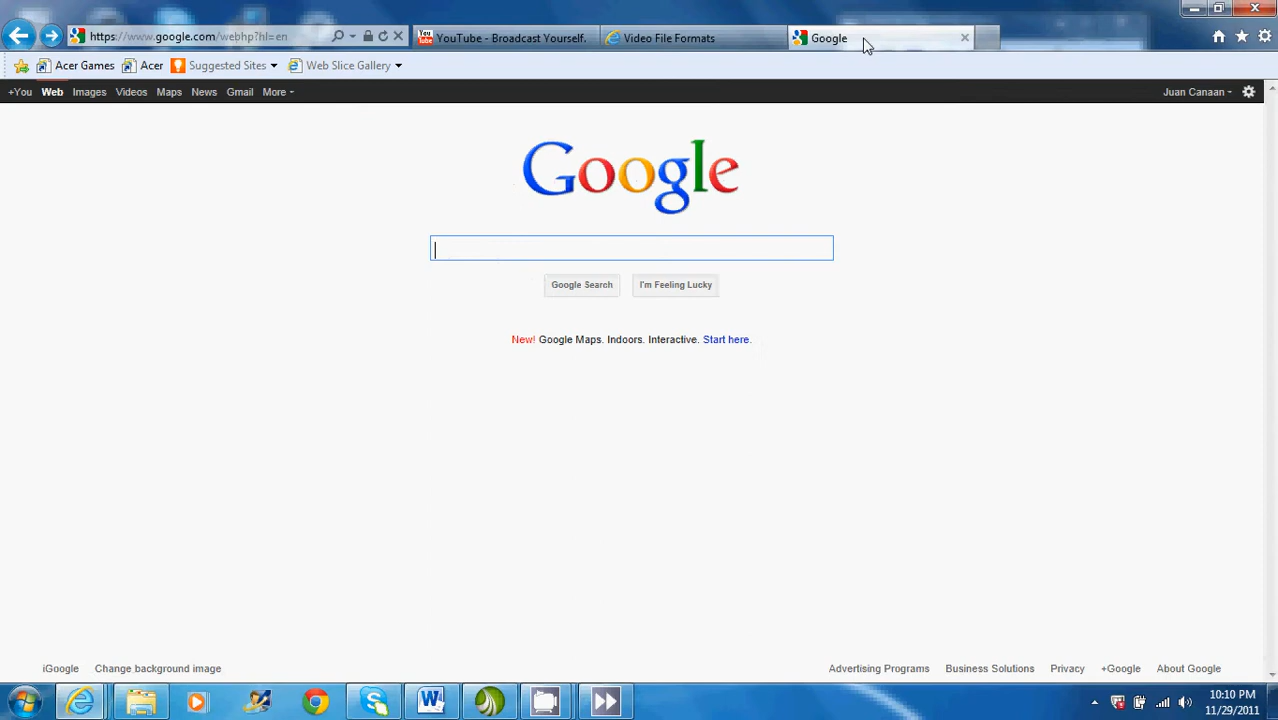 https://www.google.com/webhp?hl=en
YouTube - Broadcast Yourself.
Video File Formats
Google
Acer Games
Acer
Suggested Sites
Web Slice Gallery
+You Web Images Videos Maps News Gmail More
Juan Canaan
Google
Google Search
I'm Feeling Lucky
New! Google Maps. Indoors. Interactive. Start here.
iGoogle
Change background image
Advertising Programs
Business Solutions
Privacy
+Google
About Google
10:10 PM
11/29/2011